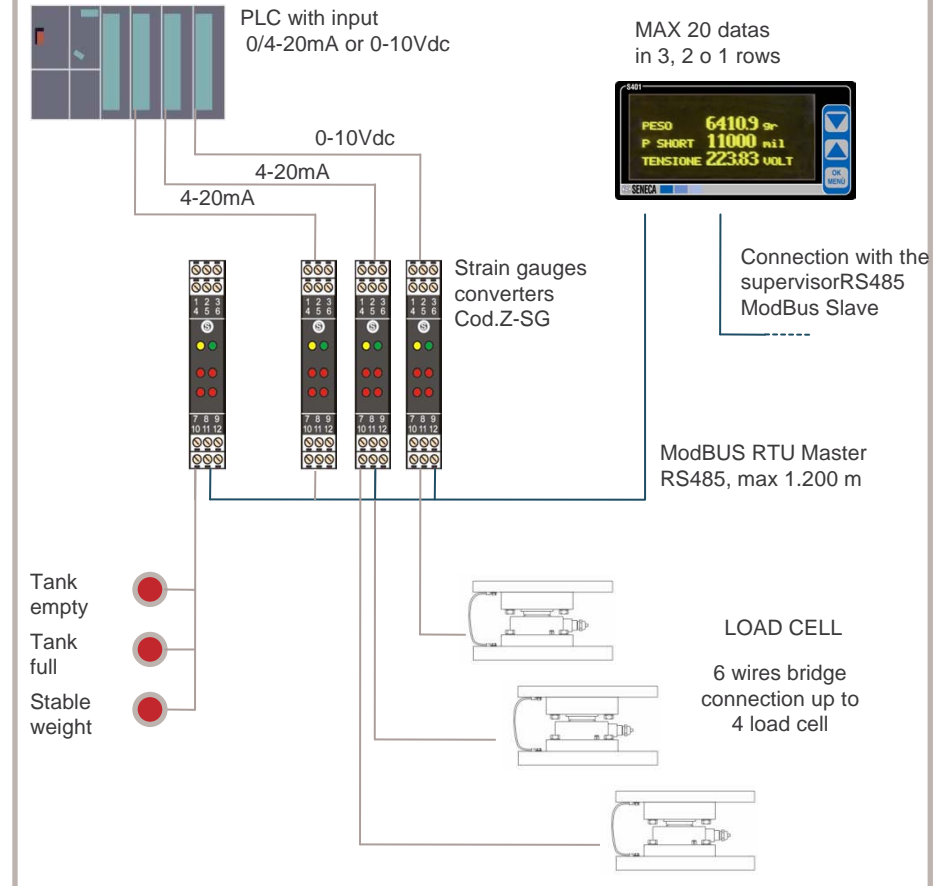 PLC with input
0/4-20mA or 0-10Vdc
MAX 20 datas
in 3, 2 o 1 rows
S401
PESO 6410.9 gr
P SHORT 11000 mil
TENSIONE 223.83 VOLT
OK
MENÙ
SENECA
0-10Vdc
4-20mA
4-20mA
Strain gauges
converters
Cod.Z-SG
Connection with the
supervisorRS485
ModBus Slave
1 2 3
4 5 6
S
7 8 9
10 11 12
1 2 3
4 5 6
S
7 8 9
10 11 12
1 2 3
4 5 6
S
7 8 9
10 11 12
1 2 3
4 5 6
S
7 8 9
10 11 12
ModBUS RTU Master
RS485, max 1.200 m
Tank
empty
Tank
full
Stable
weight
LOAD CELL
6 wires bridge
connection up to
4 load cell